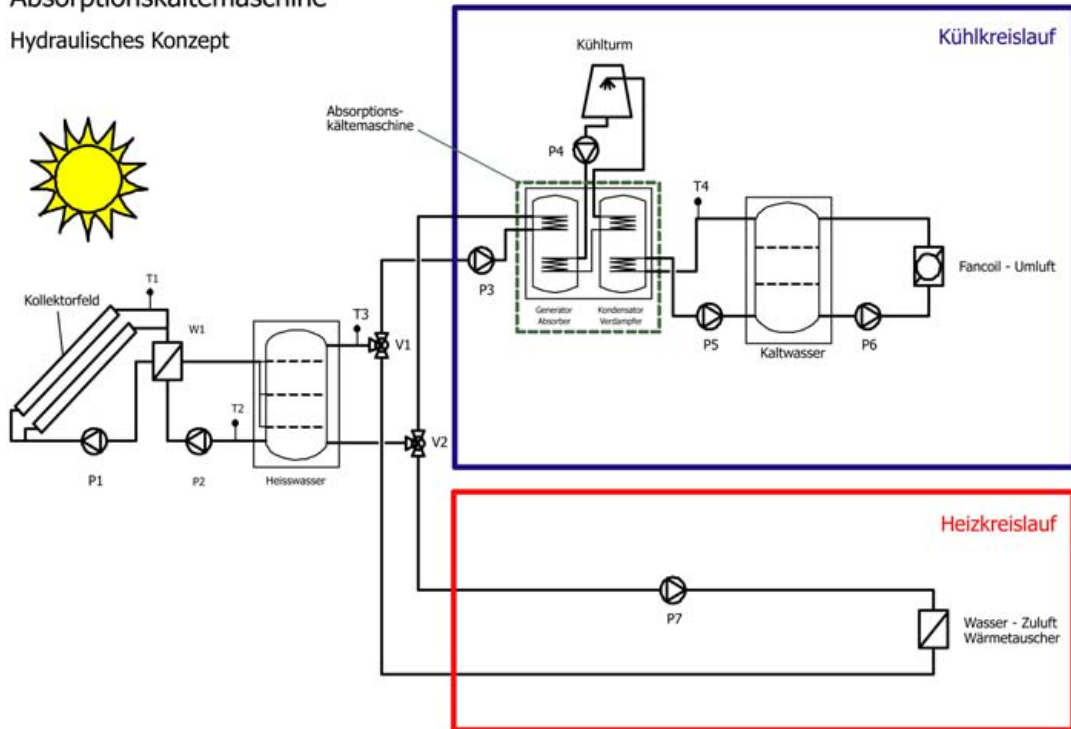 Absorptionskältemaschine
Hydraulisches Konzept
Kühlkreislauf
Kühlturm
Absorptions-
kältemaschine
P4
T4
P3
Fancoil - Umluft
Generator
Absorber
Kondensator
Verdampfer
P5
P6
Kaltwasser
T1
Kollektorfeld
W1
T3
V1
T2
V2
P1
P2
Heisswasser
Heizkreislauf
P7
Wasser - Zuluft
Wärmetauscher